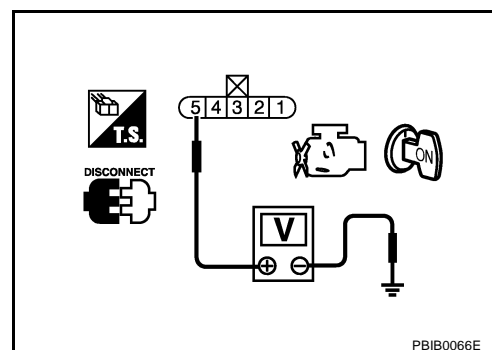 5 4 3 2 1
T.S.
DISCONNECT
ON
V
+ −
PBIB0066E